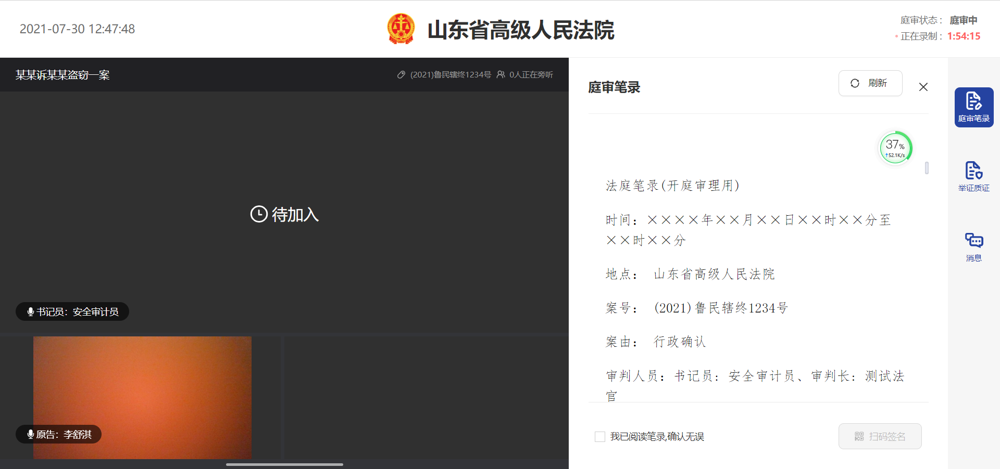 2021-07-30 12:47:48
山东省高级人民法院
庭审状态： 庭审中
正在录制： 1:54:15
某某诉某某盗窃一案
(2021)鲁民辖终1234号
0人正在旁听
待加入
书记员：安全审计员
原告：李舒淇
庭审笔录
刷新
37%
↑52.1K/s
法庭笔录(开庭审理用)
时间：××××年××月××日××时××分至
××时××分
地点： 山东省高级人民法院
案号： (2021)鲁民辖终1234号
案由： 行政确认
审判人员：书记员：安全审计员、审判长：测试法
官
我已阅读笔录,确认无误
扫码签名
庭审笔录
举证质证
消息